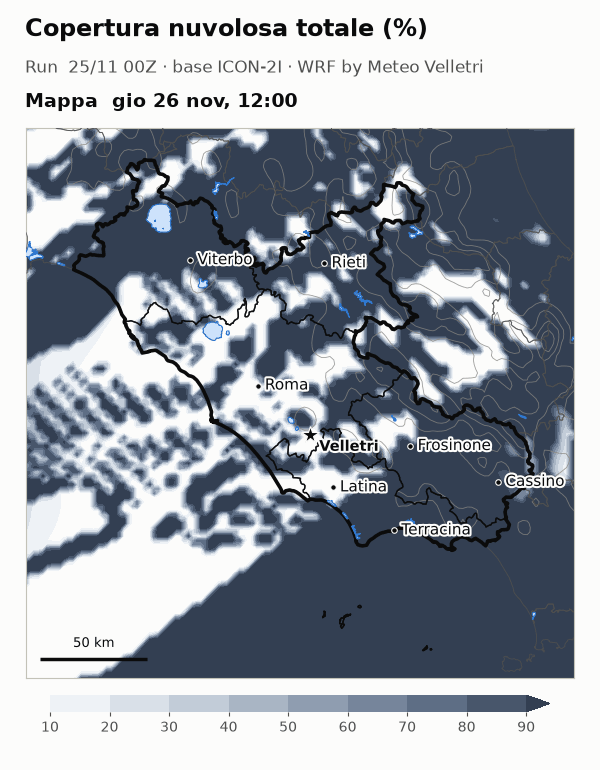 Copertura nuvolosa totale (%)
Run 25/11 00Z · base ICON-2I · WRF by Meteo Velletri
Mappa gio 26 nov, 12:00
Viterbo
Rieti
Roma
Velletri
Frosinone
Cassino
Latina
Terracina
50 km
10 20 30 40 50 60 70 80 90